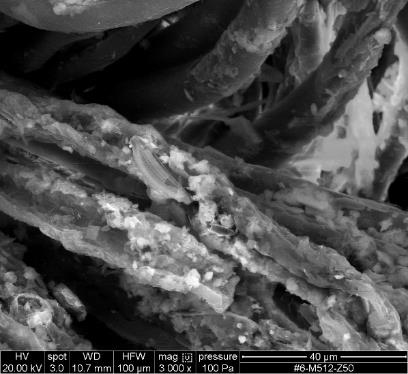 HV spot WD HFW mag pressure 40 µm
20.00 kV 3.0 10.7 mm 100 µm 3 000 x 100 Pa #6-M512-Z50